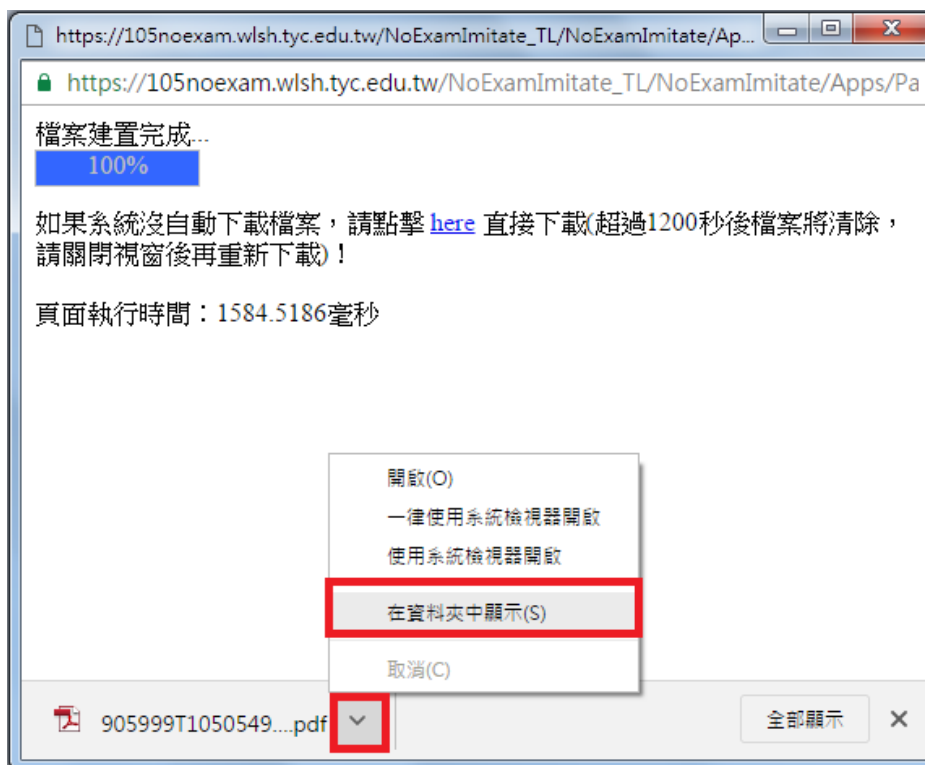 https://105noexam.wlsh.tyc.edu.tw/NoExamImitate_TL/NoExamImitate/Ap...
https://105noexam.wlsh.tyc.edu.tw/NoExamImitate_TL/NoExamImitate/Apps/Pa
檔案建置完成...
100%
如果系統沒自動下載檔案，請點擊 here 直接下載(超過1200秒後檔案將清除，
請關閉視窗後再重新下載)！
頁面執行時間：1584.5186毫秒
開啟(O)
一律使用系統檢視器開啟
使用系統檢視器開啟
在資料夾中顯示(S)
取消(C)
905999T1050549....pdf
全部顯示